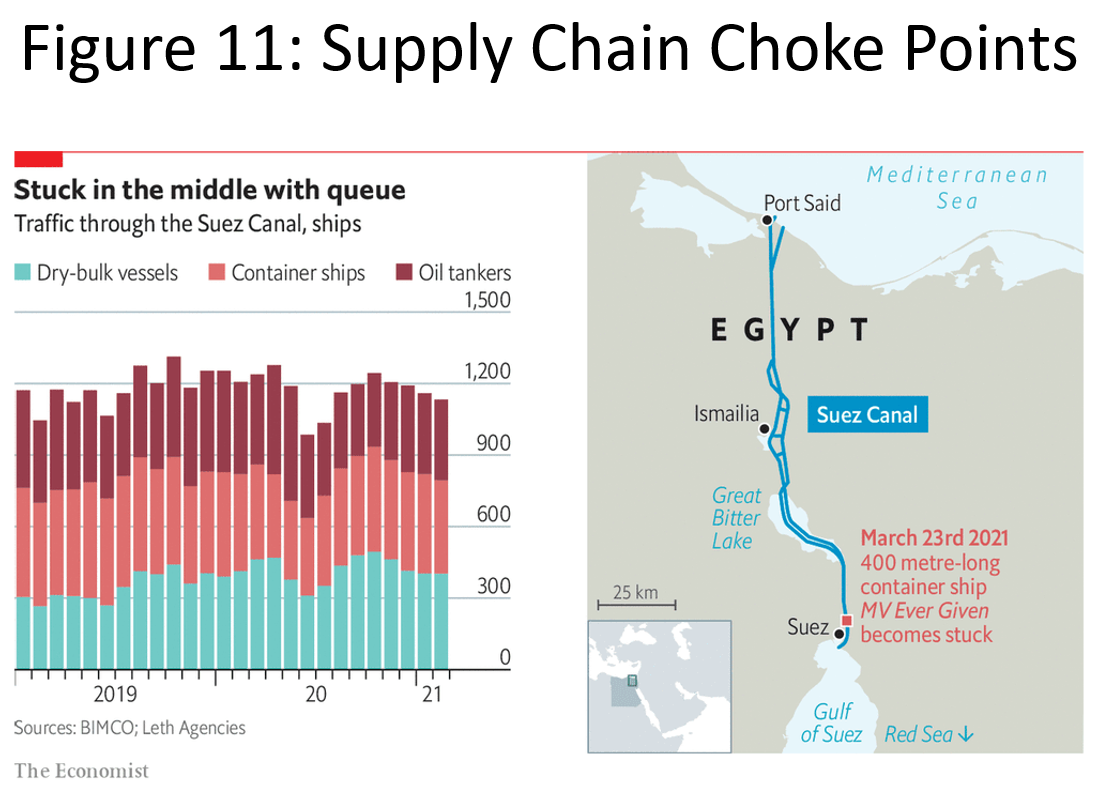 Figure 11: Supply Chain Choke Points
Stuck in the middle with queue
Traffic through the Suez Canal, ships
Dry-bulk vessels
Container ships
Oil tankers
1,500
1,200
900
600
300
0
2019
20
21
Sources: BIMCO; Leth Agencies
The Economist
Mediterranean
Sea
Port Said
EGYPT
Ismailia
Suez Canal
Great
Bitter
Lake
March 23rd 2021
400 metre-long
container ship
MV Ever Given
becomes stuck
25 km
Suez
Gulf
of Suez
Red Sea ↓